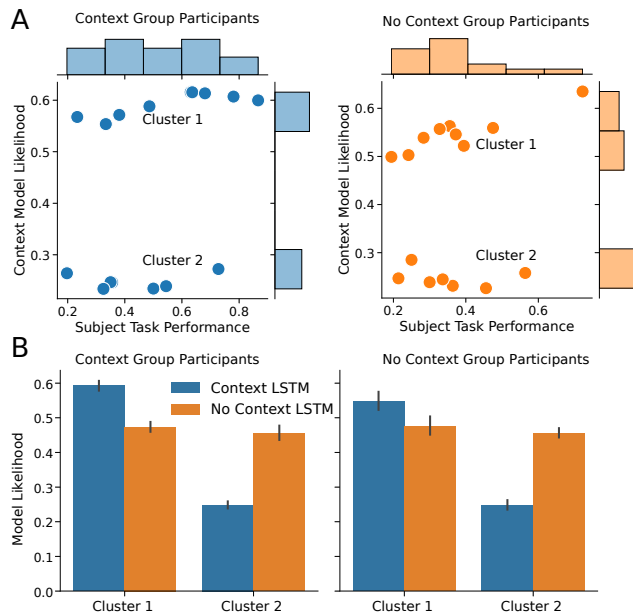 A
Context Group Participants
No Context Group Participants
Context Model Likelihood
0.6
0.5
0.4
0.3
Cluster 1
Cluster 2
0.2 0.4 0.6 0.8
Subject Task Performance
Context Model Likelihood
0.6
0.5
0.4
0.3
Cluster 1
Cluster 2
0.2 0.4 0.6
Subject Task Performance
B
Context Group Participants
No Context Group Participants
Model Likelihood
0.6
0.5
0.4
0.3
0.2
0.1
0.0
Context LSTM
No Context LSTM
Cluster 1 Cluster 2
Cluster 1 Cluster 2